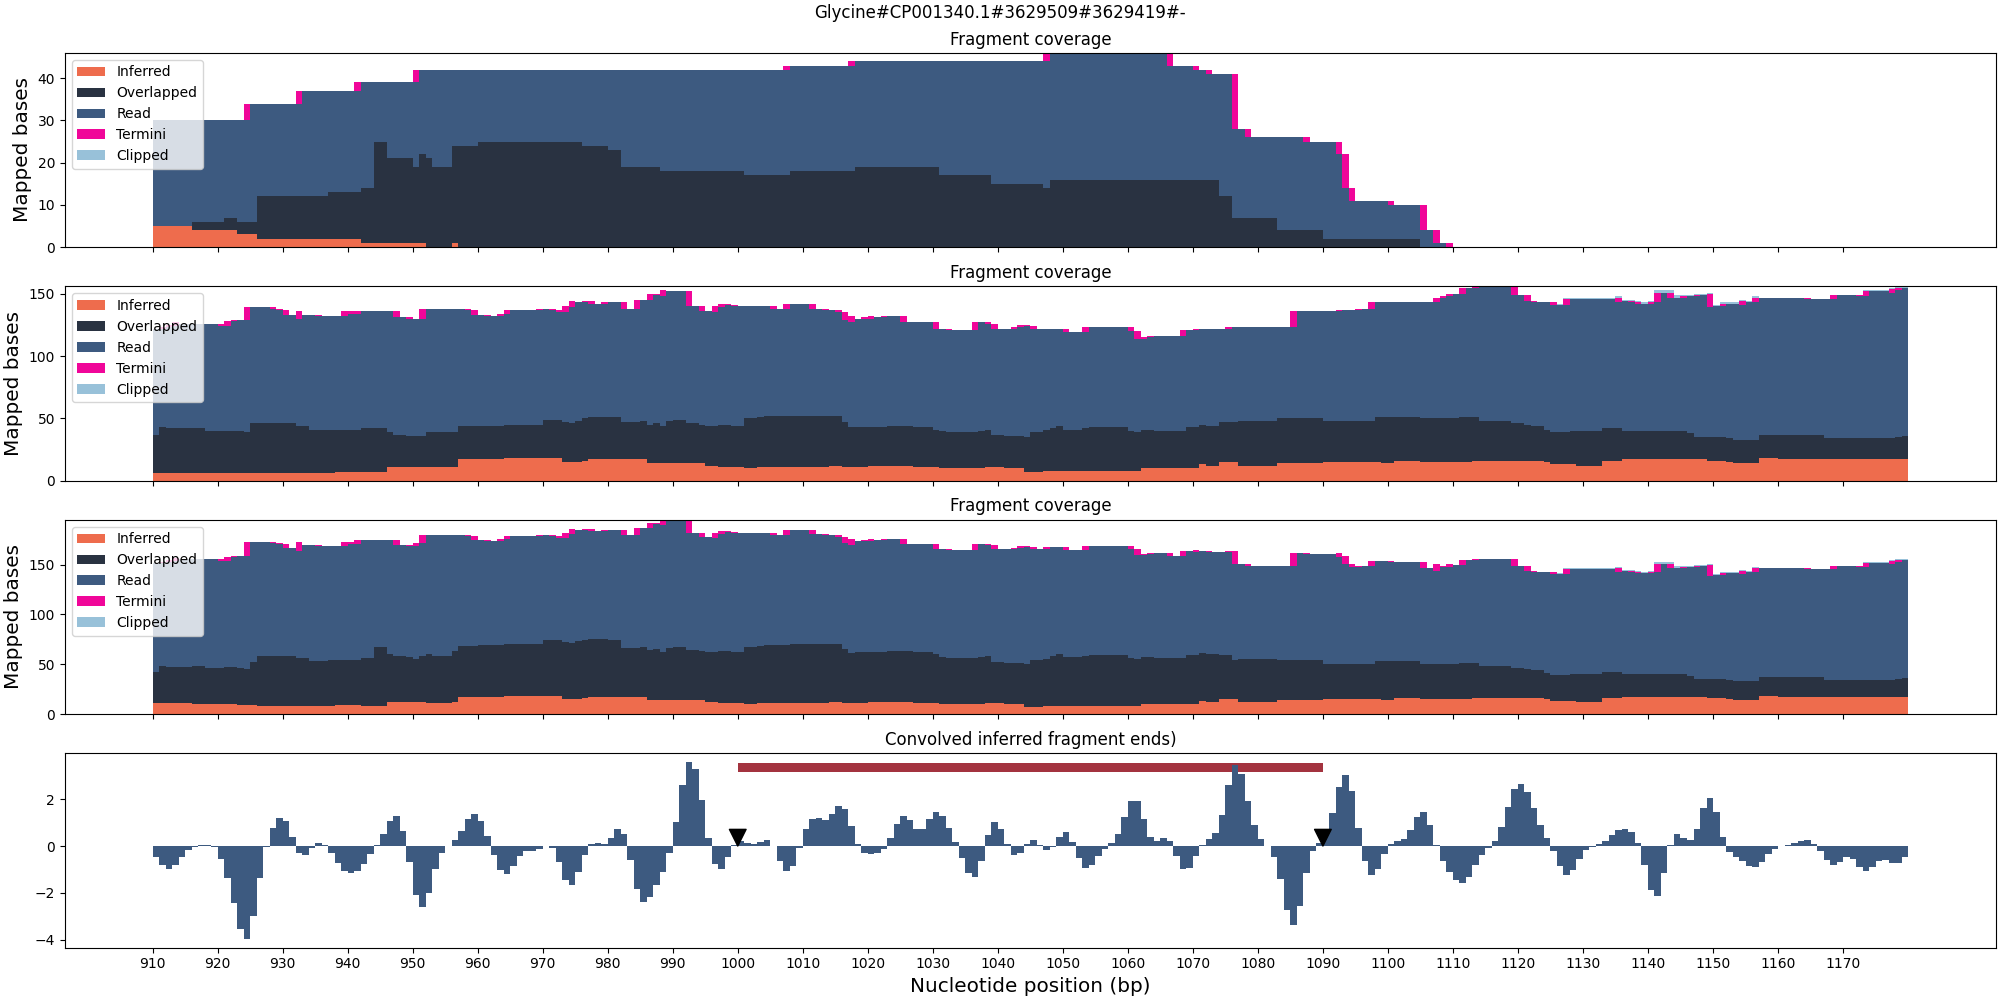 Glycine#CP001340.1#3629509#3629419#-
Fragment coverage
Mapped bases
40
30
20
10
0
Inferred
Overlapped
Read
Termini
Clipped
Fragment coverage
Mapped bases
150
100
50
0
Inferred
Overlapped
Read
Termini
Clipped
Fragment coverage
Mapped bases
150
100
50
0
Inferred
Overlapped
Read
Termini
Clipped
Convolved inferred fragment ends)
2
0
−2
−4
910 920 930 940 950 960 970 980 990 1000 1010 1020 1030 1040 1050 1060 1070 1080 1090 1100 1110 1120 1130 1140 1150 1160 1170
Nucleotide position (bp)